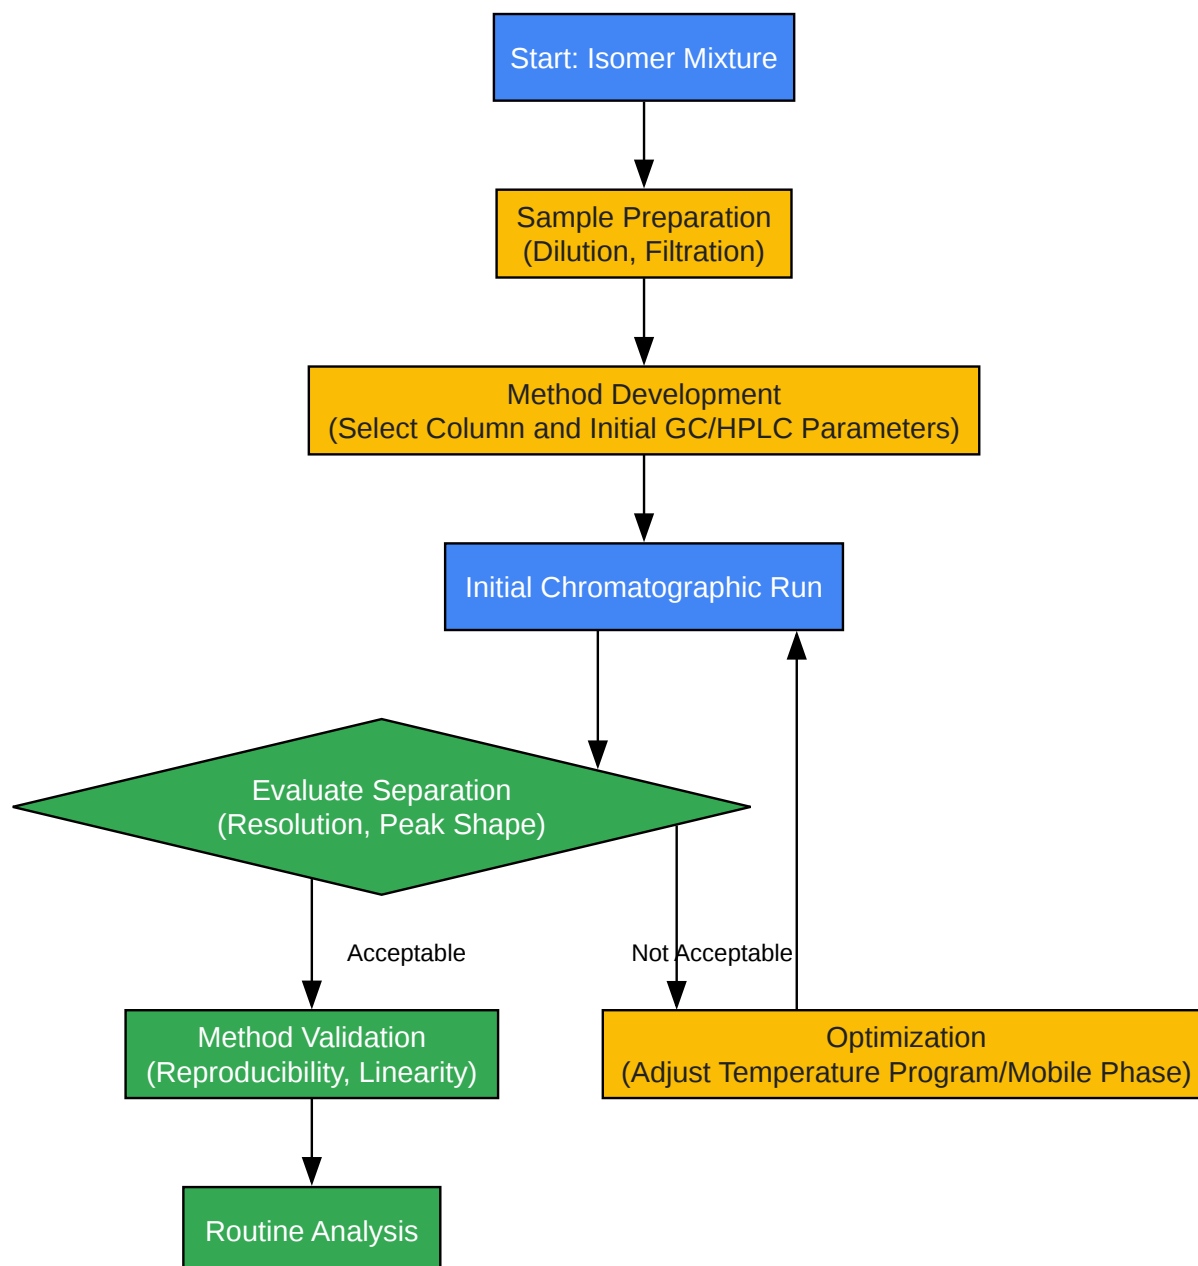 Start: Isomer Mixture
Sample Preparation
(Dilution, Filtration)
Method Development
(Select Column and Initial GC/HPLC Parameters)
Initial Chromatographic Run
Evaluate Separation
(Resolution, Peak Shape)
Acceptable
Not Acceptable
Method Validation
(Reproducibility, Linearity)
Optimization
(Adjust Temperature Program/Mobile Phase)
Routine Analysis